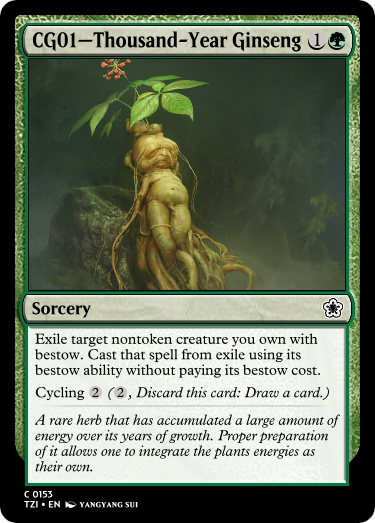 CG01—Thousand-Year Ginseng 1
Sorcery
Exile target nontoken creature you own with
bestow. Cast that spell from exile using its
bestow ability without paying its bestow cost.
Cycling 2 (2, Discard this card: Draw a card.)
A rare herb that has accumulated a large amount of
energy over its years of growth. Proper preparation
of it allows one to integrate the plants energies as
their own.
C 0153
TZI • EN YANGYANG SUI